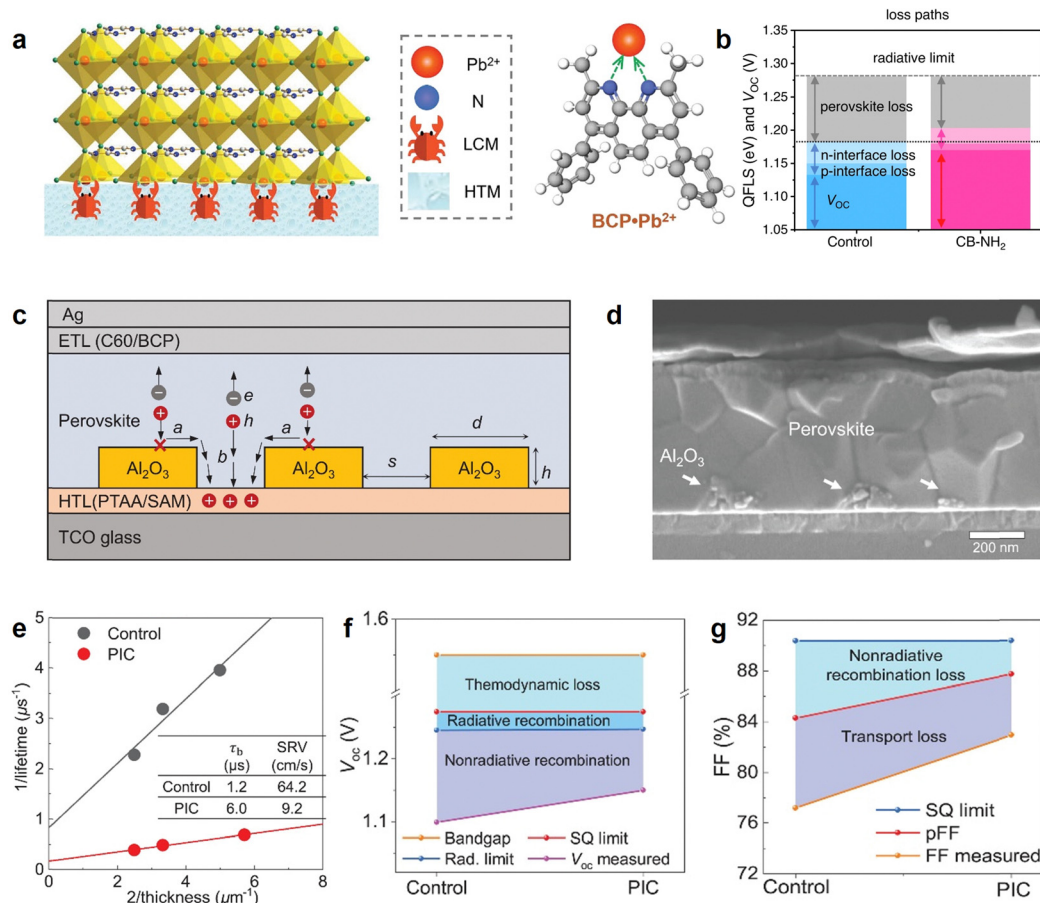 a
Pb²⁺
N
LCM
HTM
BCP•Pb²⁺
b
loss paths
radiative limit
perovskite loss
n-interface loss
p-interface loss
V_OC
QFLS (eV) and V_OC (V)
1.35
1.30
1.25
1.20
1.15
1.10
1.05
Control
CB-NH₂
c
Ag
ETL (C60/BCP)
e
h
Perovskite
a
b
a
d
Al₂O₃
Al₂O₃
s
Al₂O₃
h
HTL(PTAA/SAM)
TCO glass
d
Perovskite
Al₂O₃
200 nm
e
1/lifetime (μs⁻¹)
5
4
3
2
1
0
Control
PIC
τ_b SRV
(μs) (cm/s)
Control 1.2 64.2
PIC 6.0 9.2
0 2 4 6 8
2/thickness (μm⁻¹)
f
V_oc (V)
1.6
1.2
1.1
Themodynamic loss
Radiative recombination
Nonradiative recombination
Bandgap SQ limit
Rad. limit V_oc measured
Control PIC
g
FF (%)
92
88
84
80
76
72
Nonradiative
recombination loss
Transport loss
SQ limit
pFF
FF measured
Control PIC